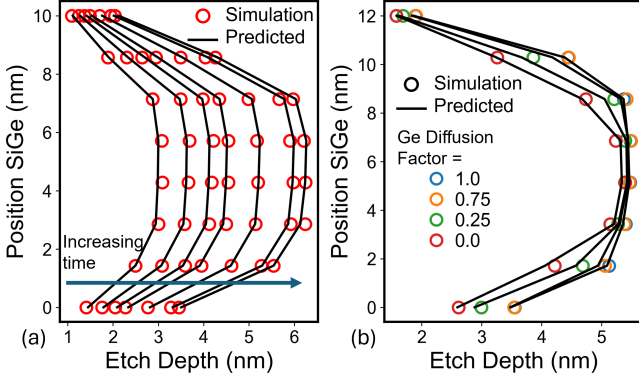 10
8
6
4
2
0
Position SiGe (nm)
Simulation
Predicted
Increasing
time
1 2 3 4 5 6
(a) Etch Depth (nm)
12
10
8
6
4
2
0
Position SiGe (nm)
Simulation
Predicted
Ge Diffusion
Factor =
1.0
0.75
0.25
0.0
2 3 4 5
(b) Etch Depth (nm)